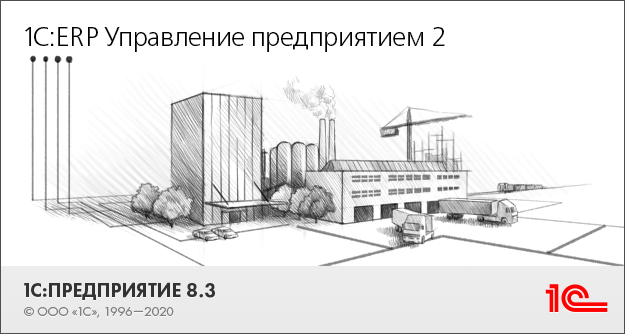 1С:ERP Управление предприятием 2
1С:ПРЕДПРИЯТИЕ 8.3
© ООО «1С», 1996—2020
1С